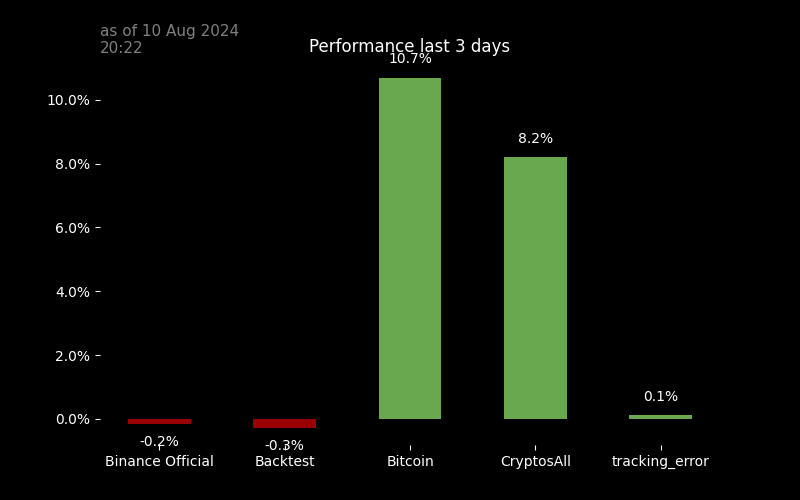 as of 10 Aug 2024
20:22
Performance last 3 days
10.7%
10.0%
8.2%
8.0%
6.0%
4.0%
2.0%
0.1%
0.0%
-0.2%
-0.3%
Binance Official
Backtest
Bitcoin
CryptosAll
tracking_error